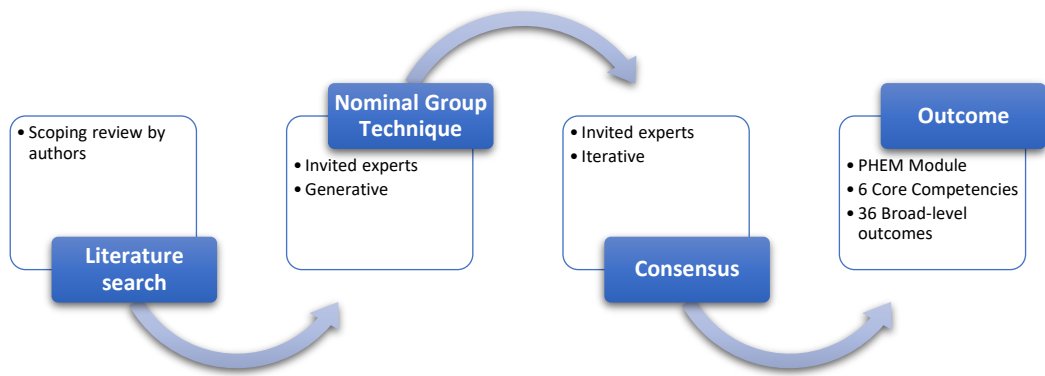 • Scoping review by
authors
Literature
search
Nominal Group
Technique
• Invited experts
• Generative
• Invited experts
• Iterative
Consensus
Outcome
• PHEM Module
• 6 Core Competencies
• 36 Broad-level
outcomes